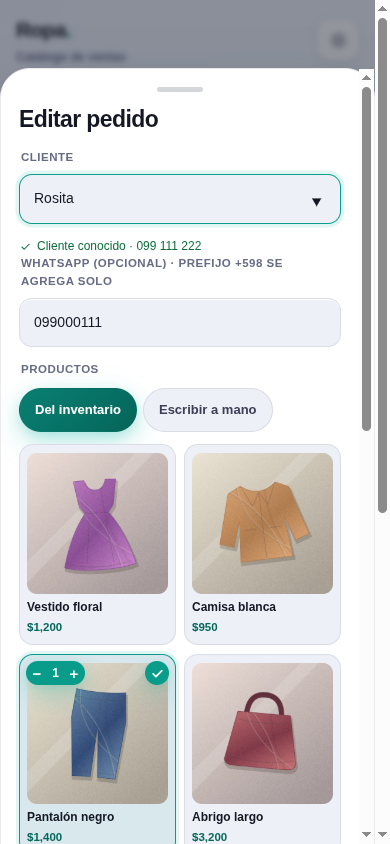 Ropa.
Catálogo de ventas
Editar pedido
CLIENTE
Rosita
Cliente conocido · 099 111 222
WHATSAPP (OPCIONAL) · PREFIJO +598 SE
AGREGA SOLO
099000111
PRODUCTOS
Del inventario
Escribir a mano
Vestido floral
$1,200
Camisa blanca
$950
− 1 +
Pantalón negro
$1,400
Abrigo largo
$3,200